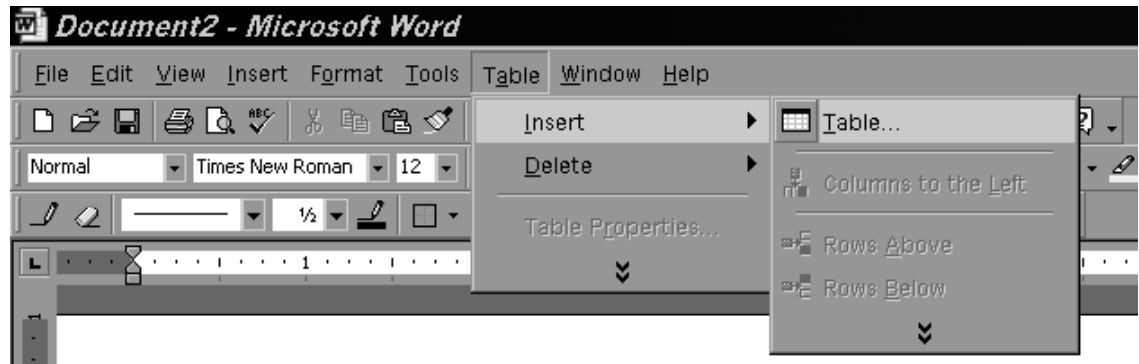 Document2 - Microsoft Word
File Edit View Insert Format Tools Table Window Help
ABC
Insert
Table...
Normal
Times New Roman
12
Delete
Columns to the Left
½
Table Properties...
Rows Above
1
Rows Below